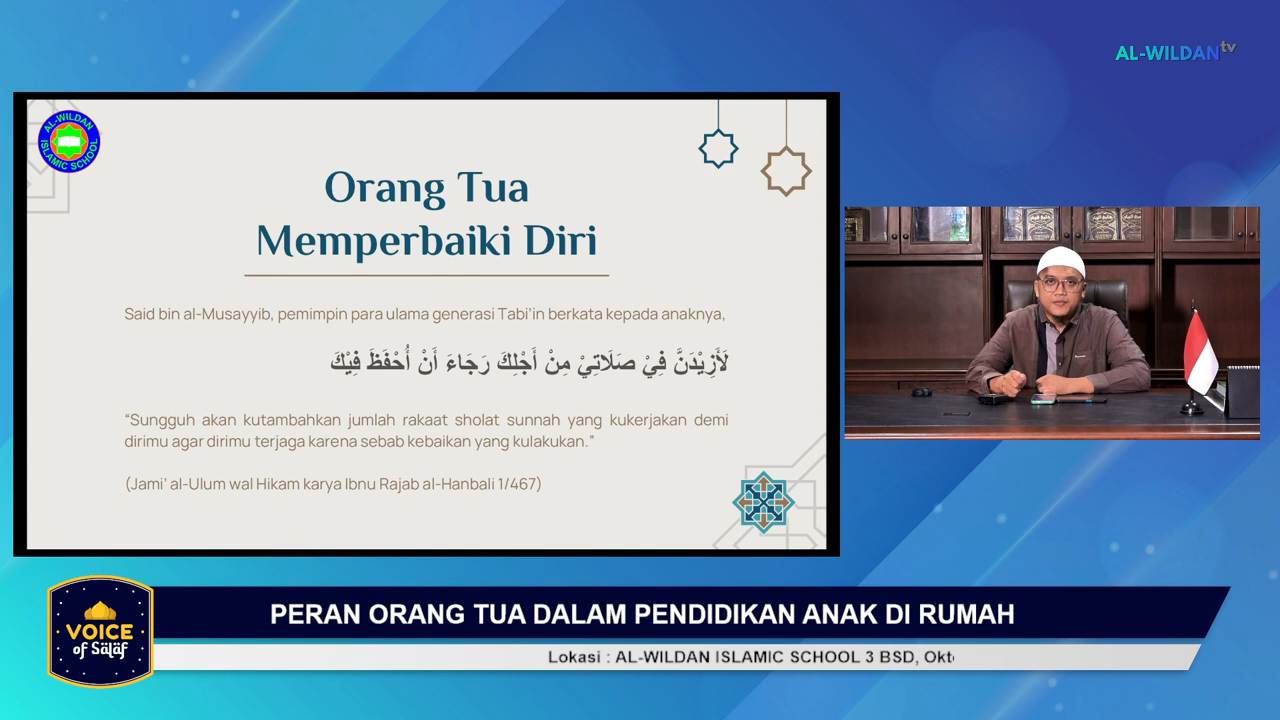 AL-WILDAN tv
AL-WILDAN
ISLAMIC SCHOOL
Orang Tua
Memperbaiki Diri
Said bin al-Musayyib, pemimpin para ulama generasi Tabi’in berkata kepada anaknya,
لَأَزِيْدَنَّ فِيْ صَلَاتِيْ مِنْ أَجْلِكَ رَجَاءَ أَنْ أُحْفَظَ فِيْكَ
“Sungguh akan kutambahkan jumlah rakaat sholat sunnah yang kukerjakan demi
dirimu agar dirimu terjaga karena sebab kebaikan yang kulakukan.”
(Jami’ al-Ulum wal Hikam karya Ibnu Rajab al-Hanbali 1/467)
VOICE
of Sälaf
PERAN ORANG TUA DALAM PENDIDIKAN ANAK DI RUMAH
Lokasi : AL-WILDAN ISLAMIC SCHOOL 3 BSD, Okt